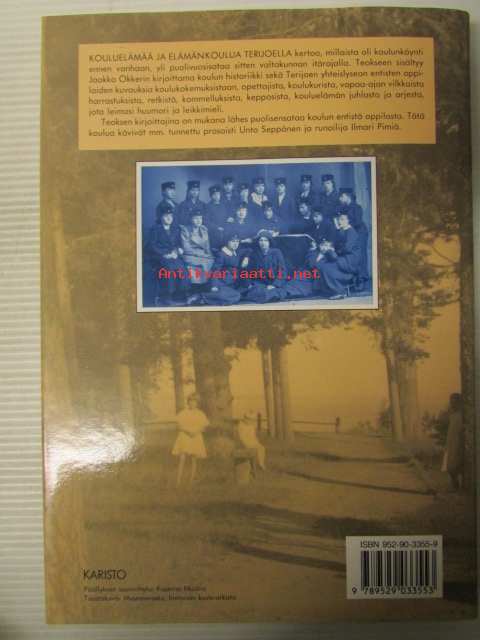 KOULUELÄMÄÄ JA ELÄMÄNKOULUA TERIJOELLA kertoo, millaista oli koulunkäynti
ennen vanhaan, yli puolivuosisataa sitten valtakunnan itärajalla. Teokseen sisältyy
Jaakko Okkerin kirjoittama koulun historiikki sekä Terijoen yhteislyseon entisten oppi-
laiden kuvauksia koulukokemuksistaan, opettajista, koulukurista, vapaa-ajan vilkkaista
harrastuksista, retkistä, kommelluksista, kepposista, kouluelämän juhlasta ja arjesta,
jota leimasi huumori ja leikkimieli.
Teoksen kirjoittajina on mukana lähes puolisensataa koulun entistä oppilasta. Tätä
koulua kävivät mm. tunnettu prosaisti Unto Seppänen ja runoilija Ilmari Pimiä.
Antikvariaatti.net
ISBN 952-90-3355-9
9 789529 033553
KARISTO
Päällyksen suunnittelu: